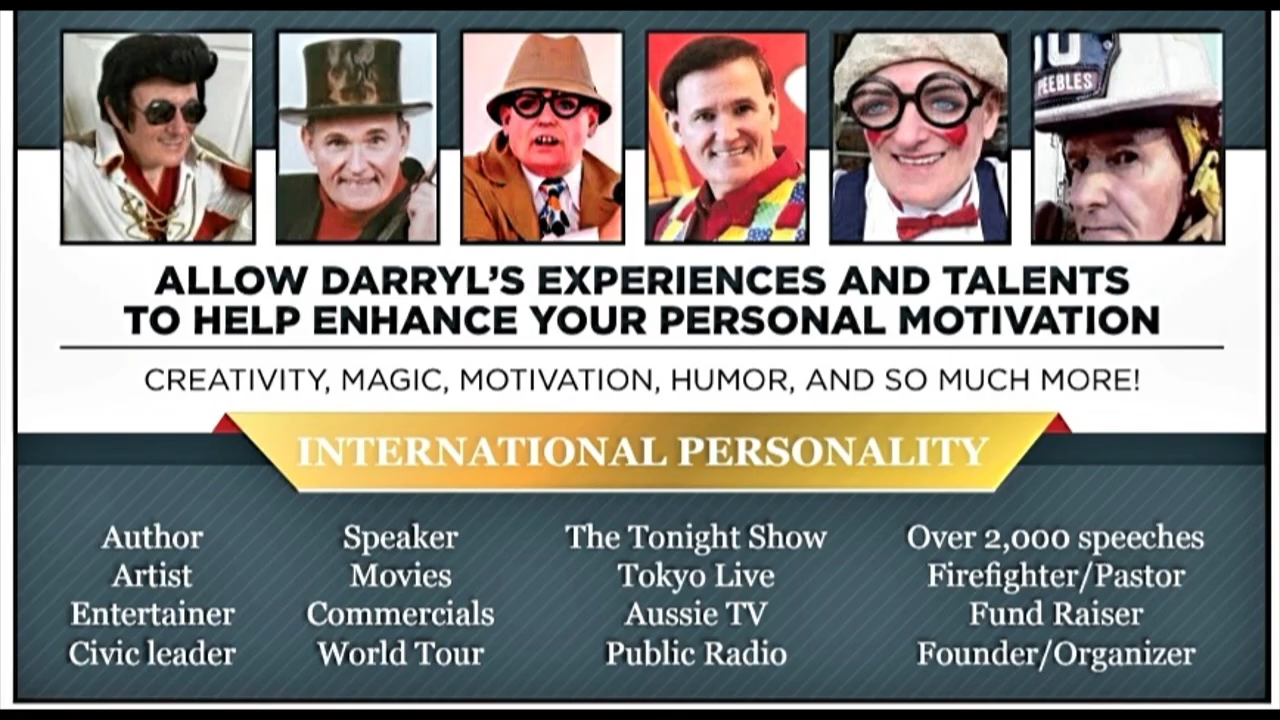 PEEBLES
ALLOW DARRYL’S EXPERIENCES AND TALENTS
TO HELP ENHANCE YOUR PERSONAL MOTIVATION
CREATIVITY, MAGIC, MOTIVATION, HUMOR, AND SO MUCH MORE!
INTERNATIONAL PERSONALITY
Author
Artist
Entertainer
Civic leader
Speaker
Movies
Commercials
World Tour
The Tonight Show
Tokyo Live
Aussie TV
Public Radio
Over 2,000 speeches
Firefighter/Pastor
Fund Raiser
Founder/Organizer